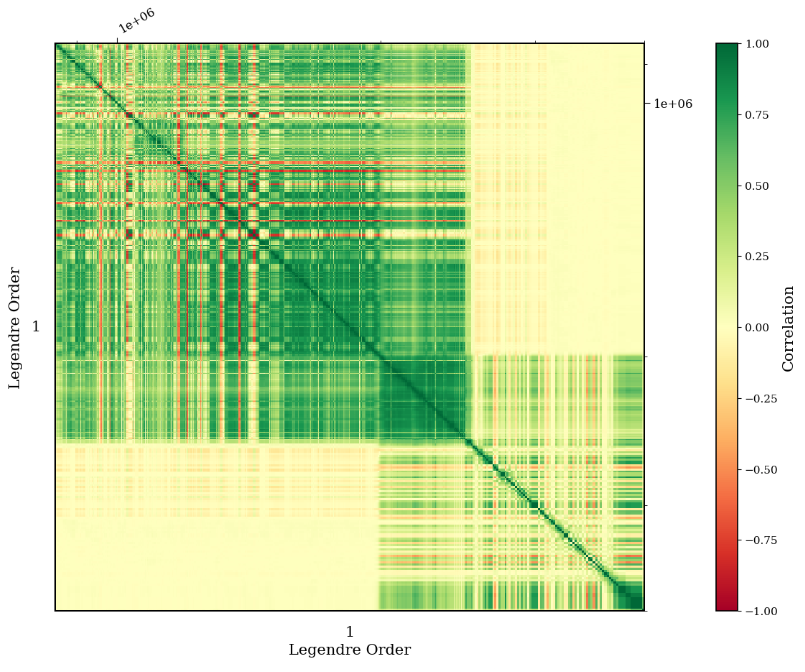 1e+06
1e+06
1
Legendre Order
1
Legendre Order
1.00
0.75
0.50
0.25
0.00
−0.25
−0.50
−0.75
−1.00
Correlation